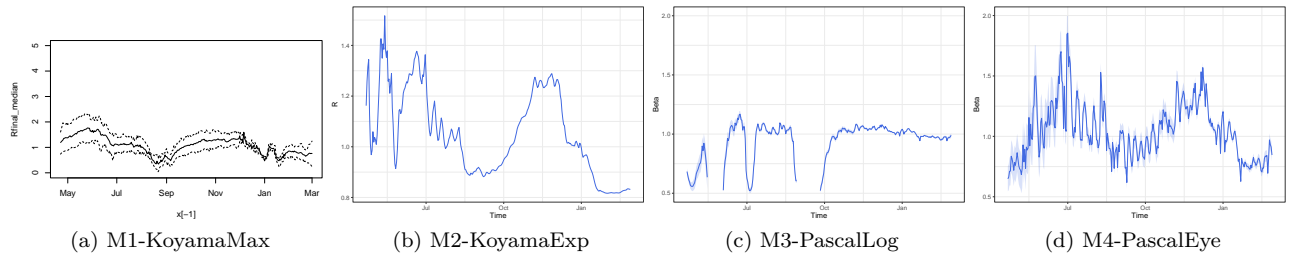 Rfinal_median
5
4
3
2
1
0
May Jul Sep Nov Jan Mar
x[−1]
(a) M1-KoyamaMax
R
1.4
1.2
1.0
0.8
Jul Oct Jan
Time
(b) M2-KoyamaExp
Beta
2.0
1.5
1.0
0.5
Jul Oct Jan
Time
(c) M3-PascalLog
Beta
2.0
1.5
1.0
0.5
Jul Oct Jan
Time
(d) M4-PascalEye